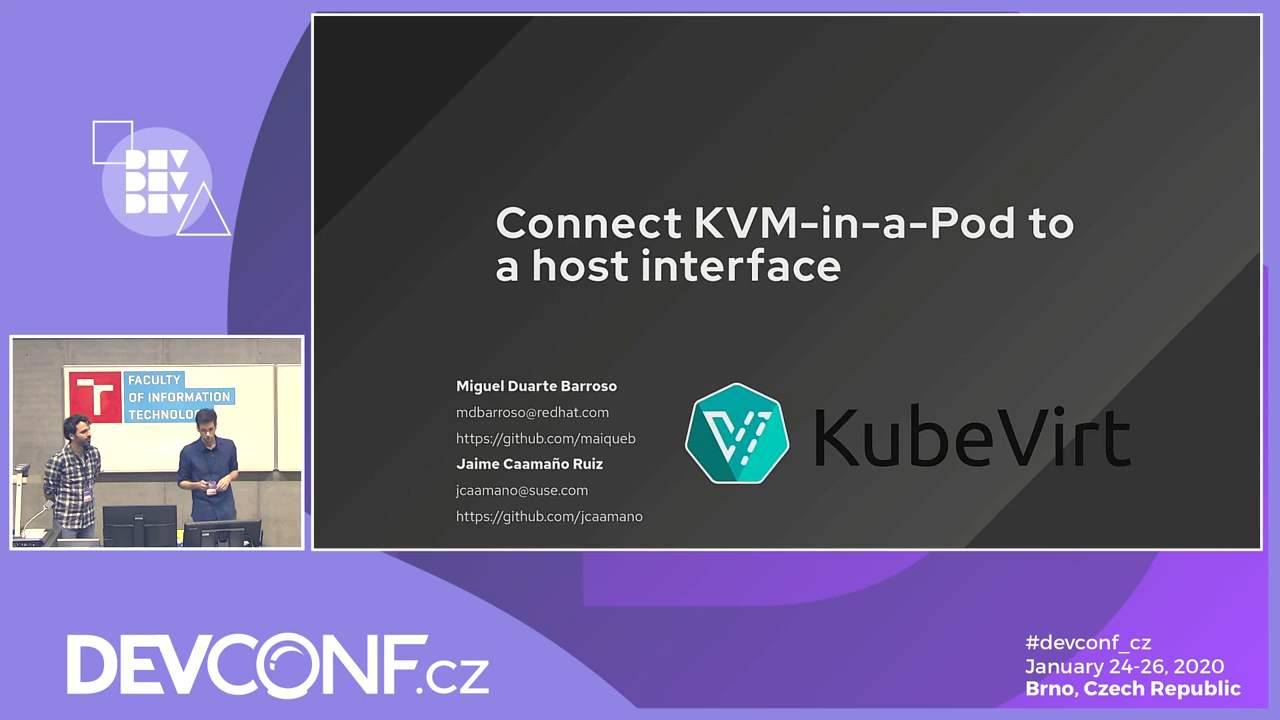 DEV
DEV
DEV
Connect KVM-in-a-Pod to
a host interface
Miguel Duarte Barroso
mdbarroso@redhat.com
https://github.com/maiqueb
Jaime Caamaño Ruiz
jcaamano@suse.com
https://github.com/jcaamano
KubeVirt
FACULTY
OF INFORMATION
TECHNOLOGY
DEVCONF.cz
#devconf_cz
January 24-26, 2020
Brno, Czech Republic